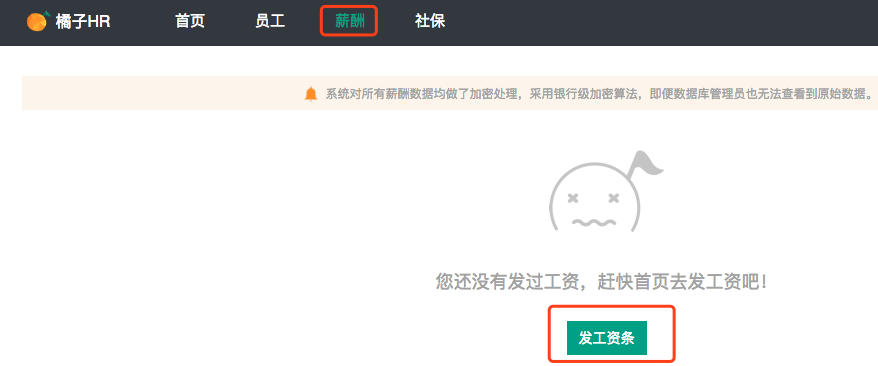 橘子HR 首页 员工 薪酬 社保
系统对所有薪酬数据均做了加密处理，采用银行级加密算法，即便数据库管理员也无法查看到原始数据。
您还没有发过工资，赶快首页去发工资吧！
发工资条